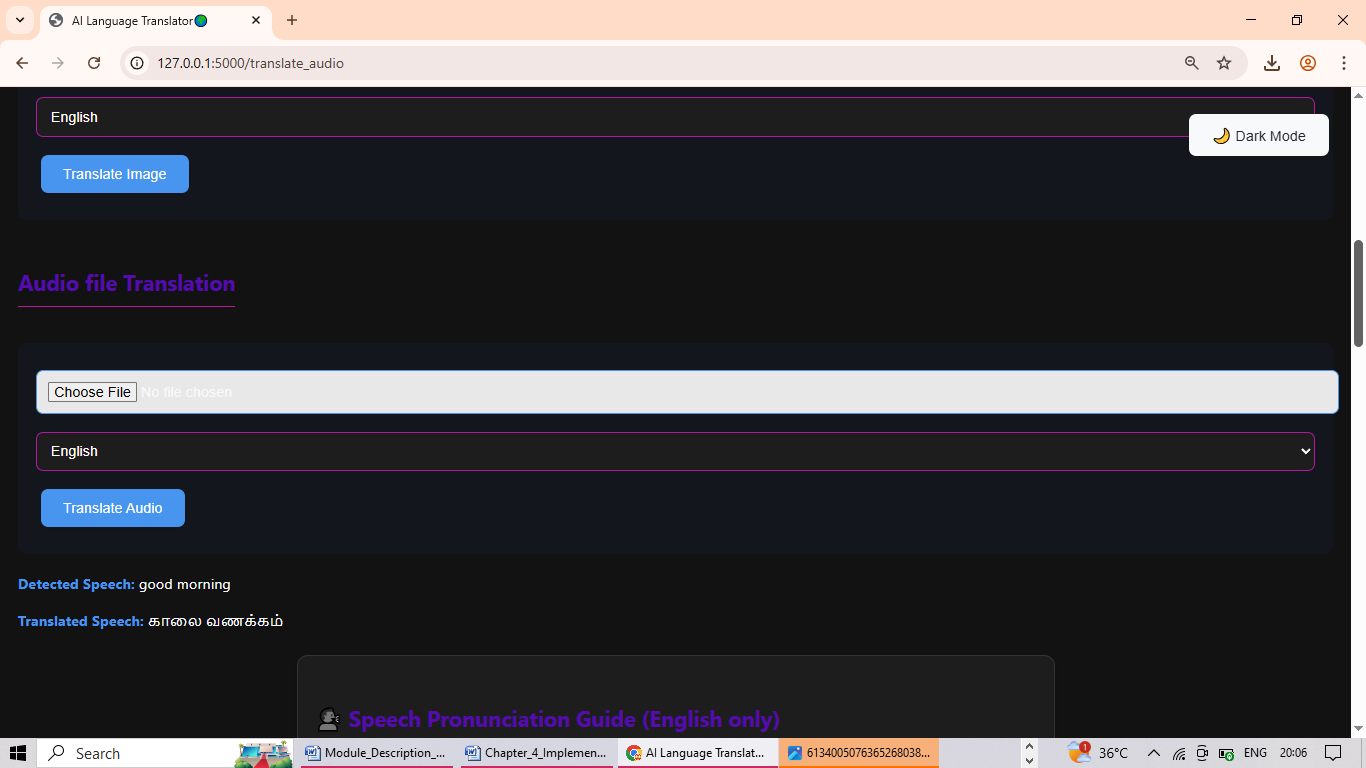 AI Language Translator
127.0.0.1:5000/translate_audio
English
🌙 Dark Mode
Translate Image
Audio file Translation
Choose File No file chosen
English
Translate Audio
Detected Speech: good morning
Translated Speech: காலை வணக்கம்
Speech Pronunciation Guide (English only)
Search
Module_Description_...
Chapter_4_Implemen...
AI Language Translat...
6134005076365268038...
1
36°C
ENG
20:06